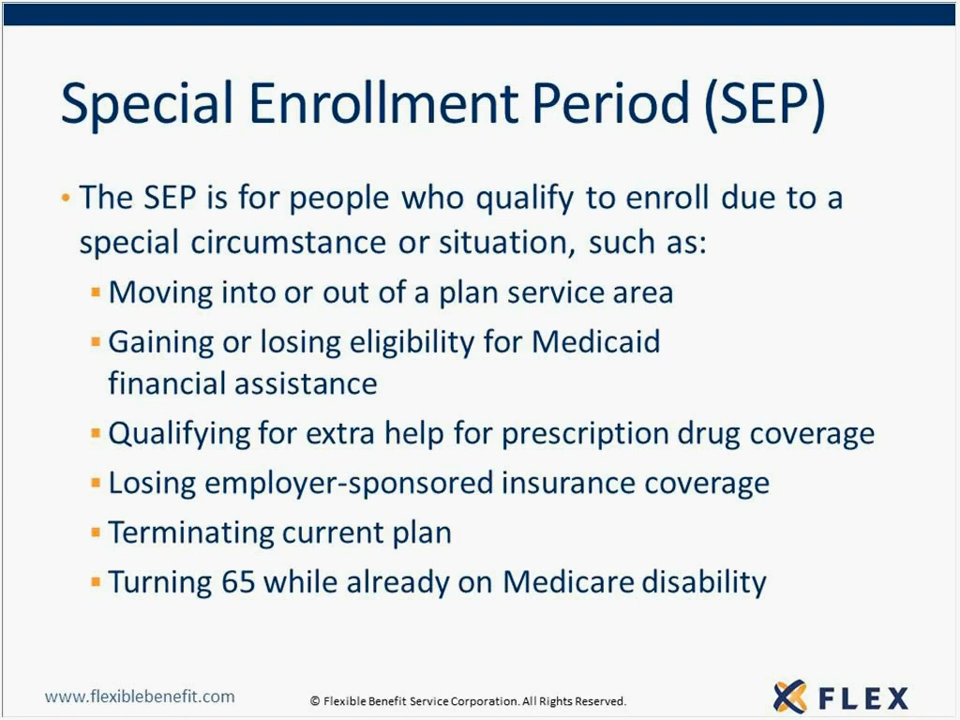 Special Enrollment Period (SEP)
• The SEP is for people who qualify to enroll due to a
special circumstance or situation, such as:
▪ Moving into or out of a plan service area
▪ Gaining or losing eligibility for Medicaid
financial assistance
▪ Qualifying for extra help for prescription drug coverage
▪ Losing employer-sponsored insurance coverage
▪ Terminating current plan
▪ Turning 65 while already on Medicare disability
www.flexiblebenefit.com
© Flexible Benefit Service Corporation. All Rights Reserved.
FLEX